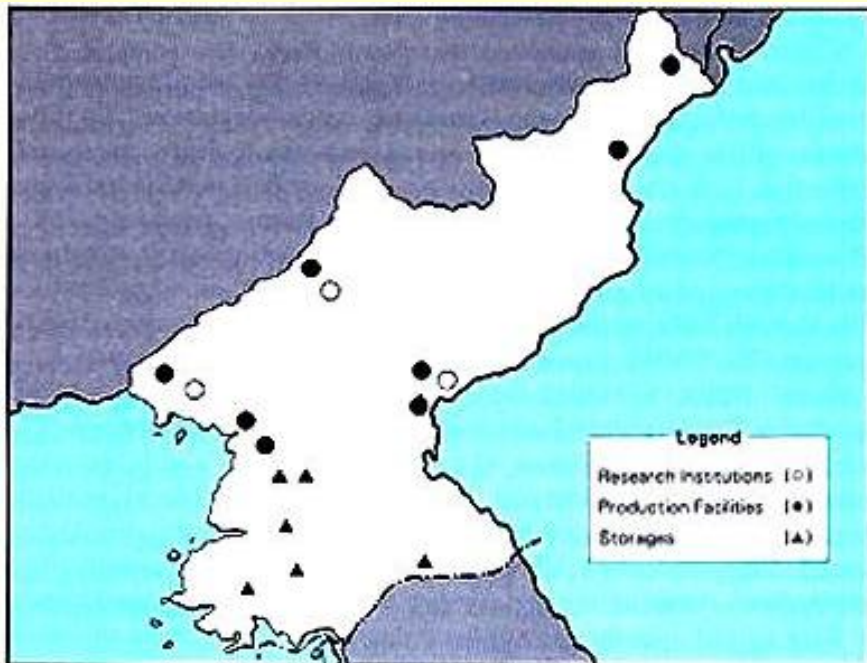 Legend
Research Institutions (○)
Production Facilities (●)
Storages (▲)